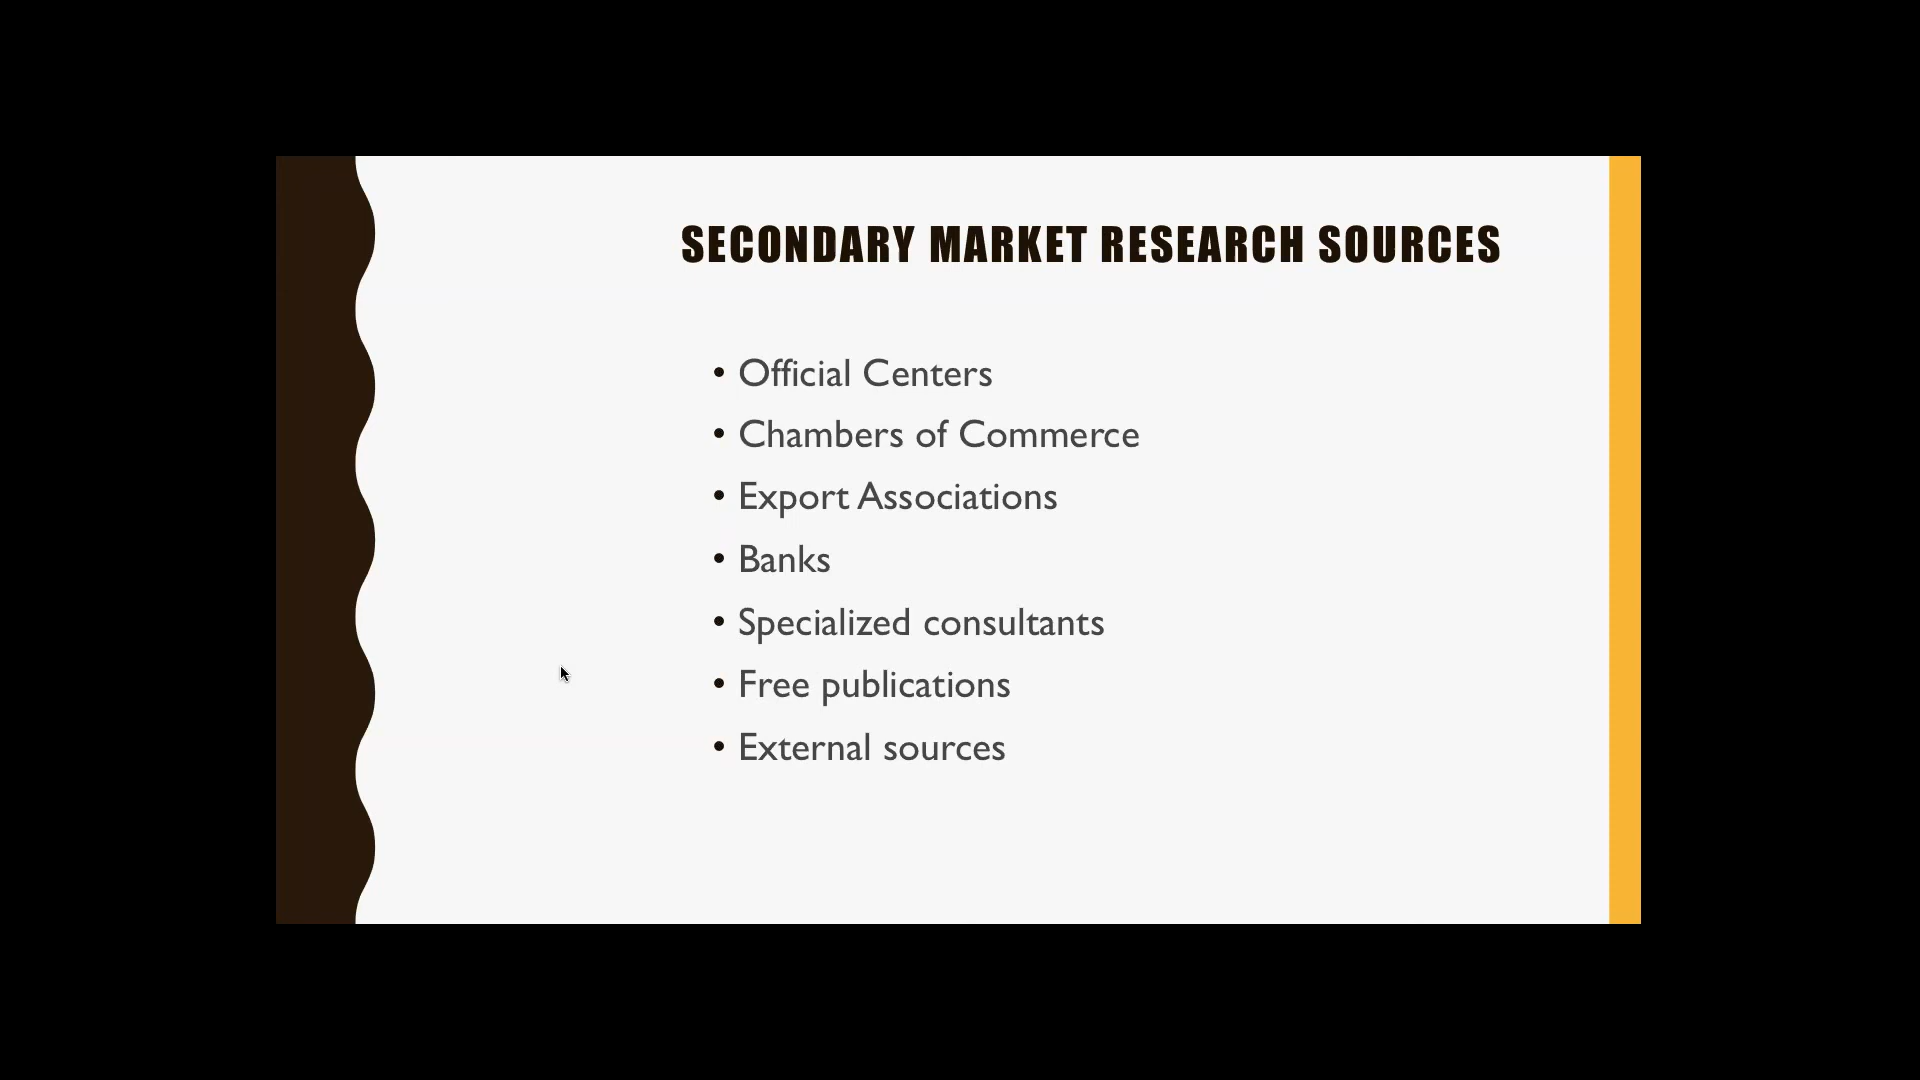 SECONDARY MARKET RESEARCH SOURCES
• Official Centers
• Chambers of Commerce
• Export Associations
• Banks
• Specialized consultants
• Free publications
• External sources